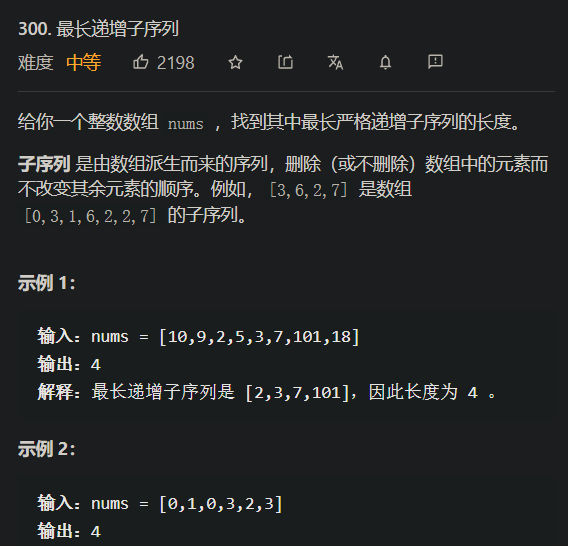 300. 最长递增子序列
难度 中等 2198
给你一个整数数组 nums ，找到其中最长严格递增子序列的长度。
子序列 是由数组派生而来的序列，删除（或不删除）数组中的元素而
不改变其余元素的顺序。例如，[3,6,2,7] 是数组
[0,3,1,6,2,2,7] 的子序列。
示例 1：
输入：nums = [10,9,2,5,3,7,101,18]
输出：4
解释：最长递增子序列是 [2,3,7,101]，因此长度为 4 。
示例 2：
输入：nums = [0,1,0,3,2,3]
输出：4